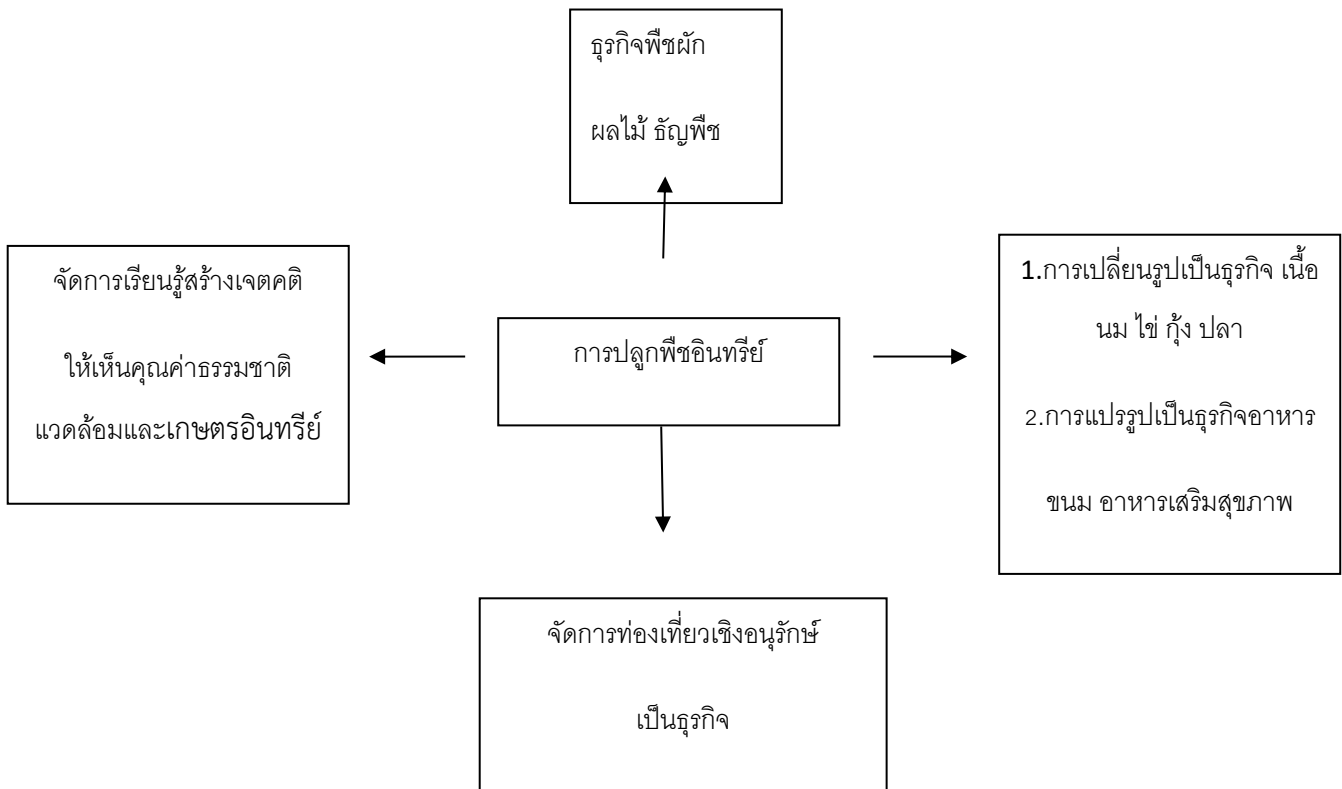 ธุรกิจพืชผัก
ผลไม้ ธัญพืช
จัดการเรียนรู้สร้างเจตคติ
ให้เห็นคุณค่าธรรมชาติ
แวดล้อมและเกษตรอินทรีย์
การปลูกพืชอินทรีย์
1.การเปลี่ยนรูปเป็นธุรกิจ เนื้อ
นม ไข่ กุ้ง ปลา
2.การแปรรูปเป็นธุรกิจอาหาร
ขนม อาหารเสริมสุขภาพ
จัดการท่องเที่ยวเชิงอนุรักษ์
เป็นธุรกิจ